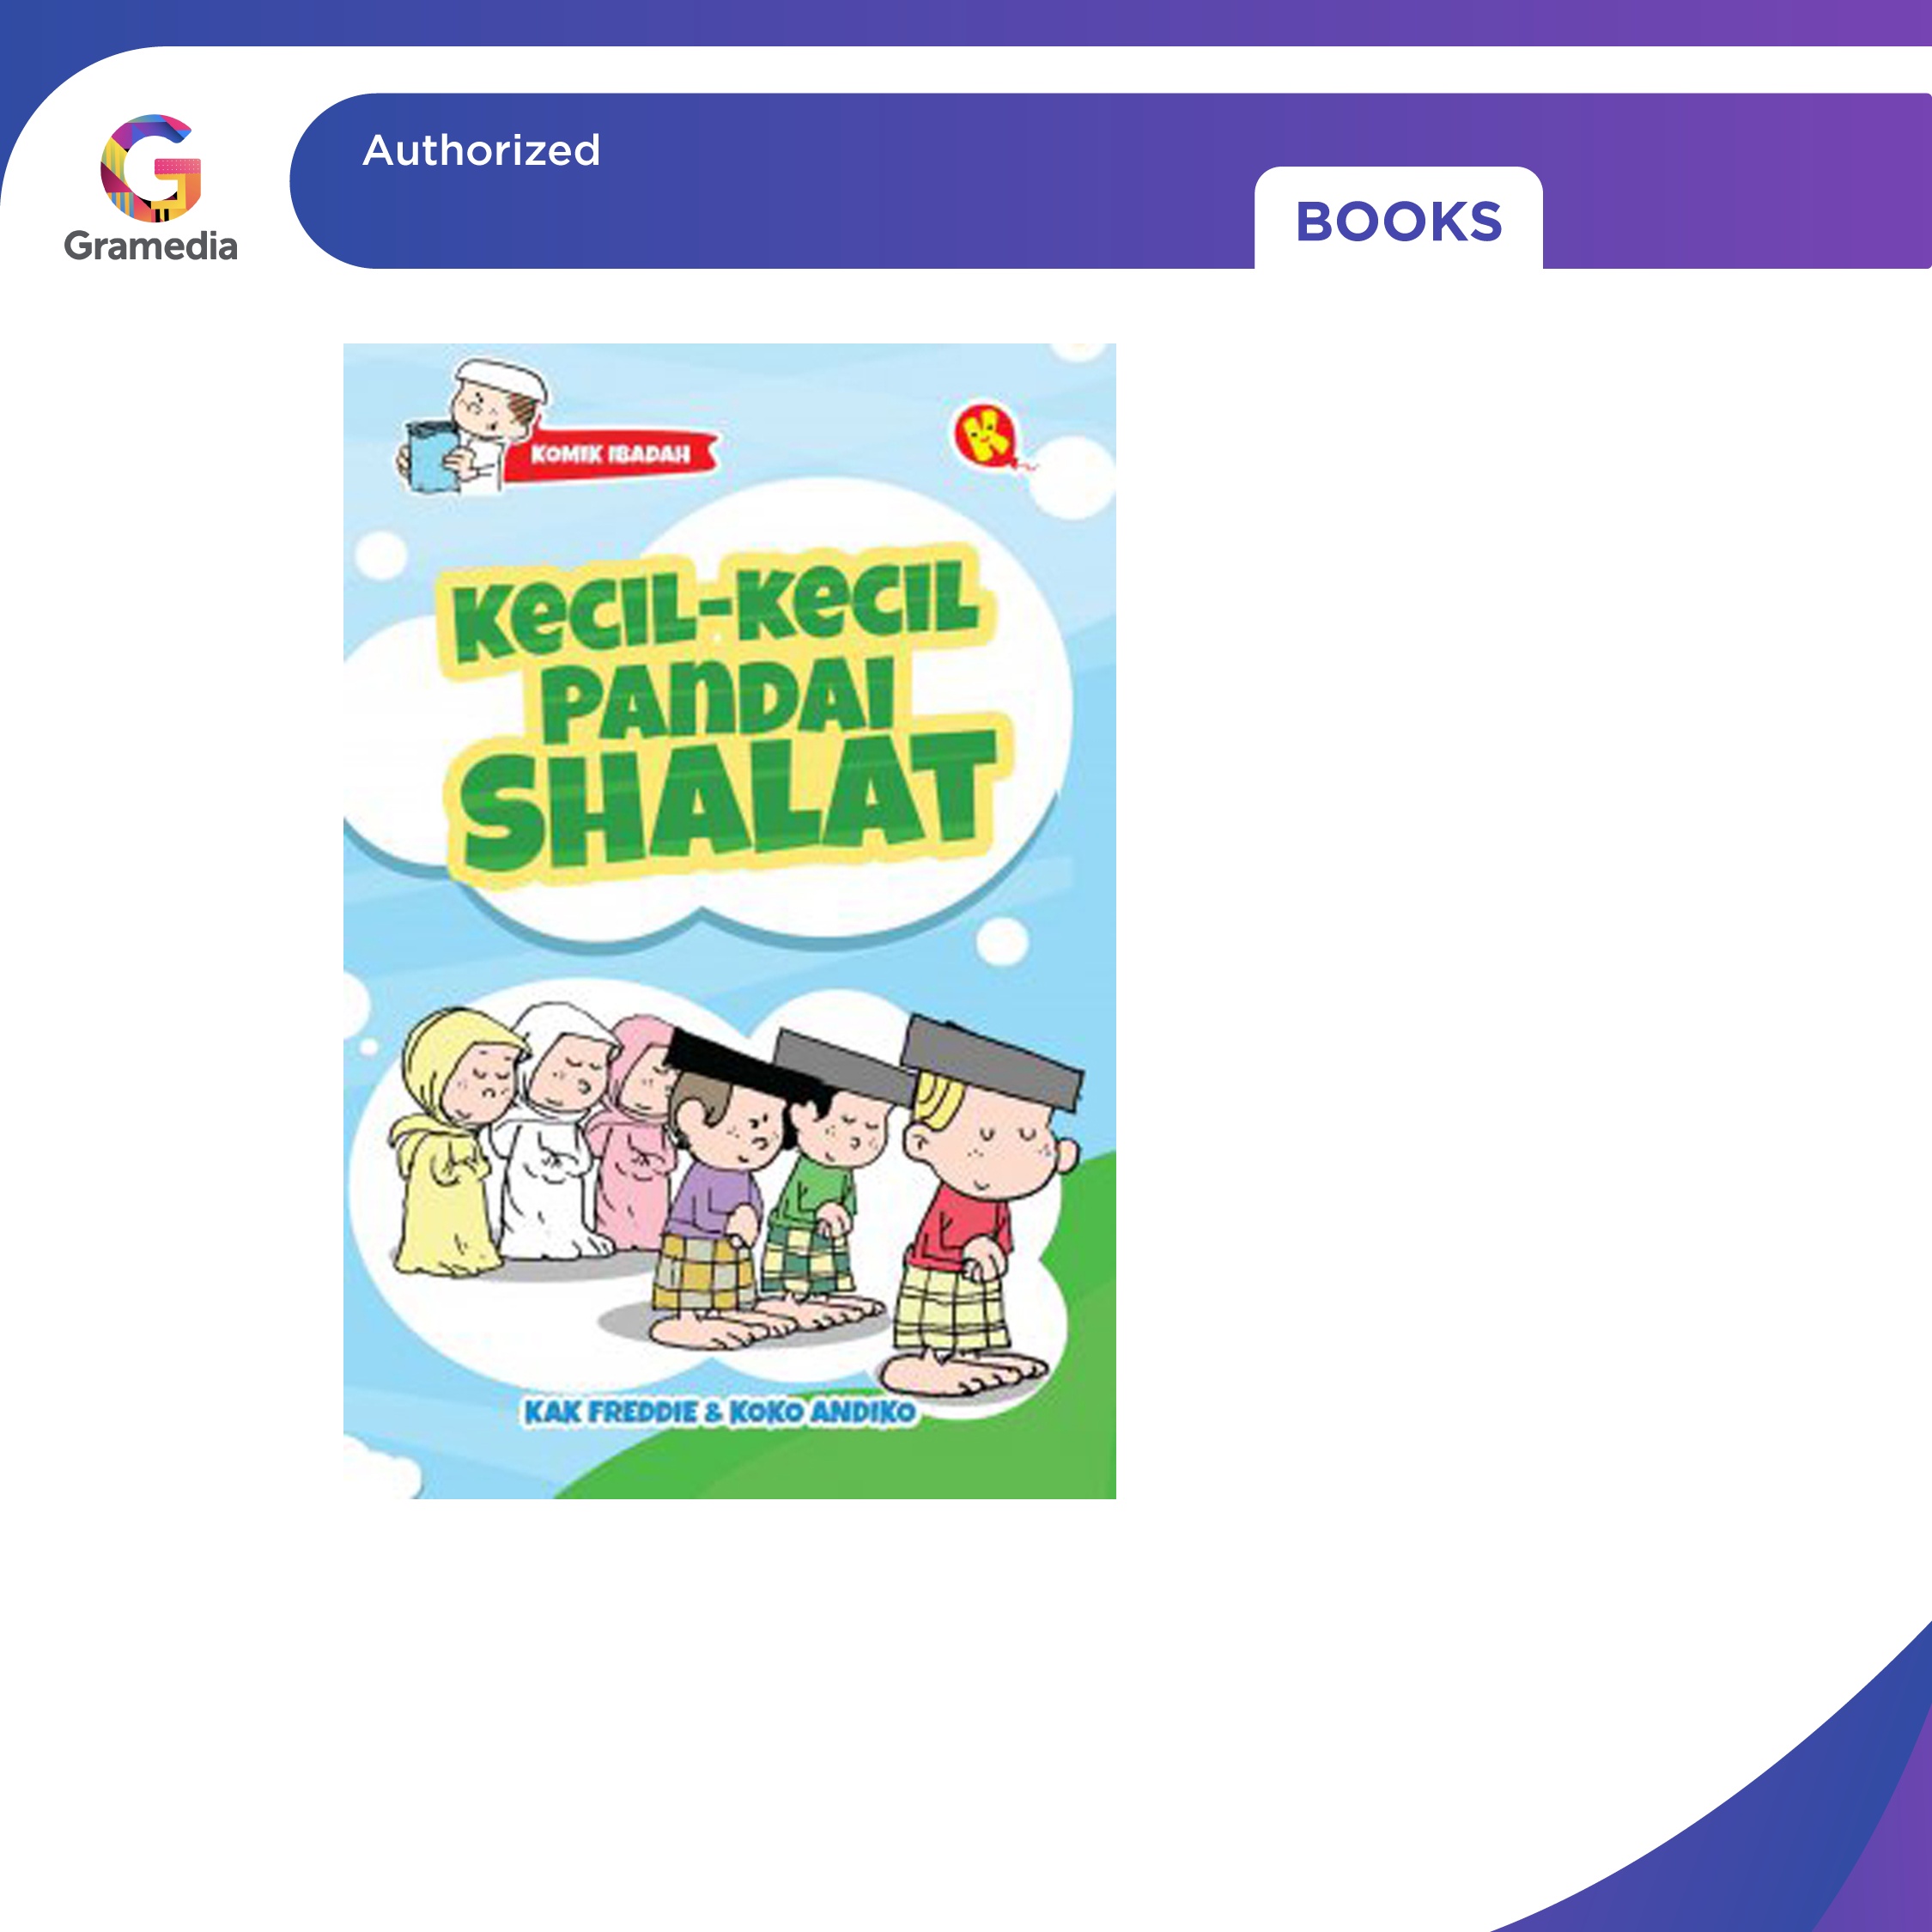 Authorized
Gramedia
BOOKS
KOMIK IBADAH
K
KECIL-KECIL
PANDAI
SHALAT
KAK FREDDIE & KOKO ANDIKO